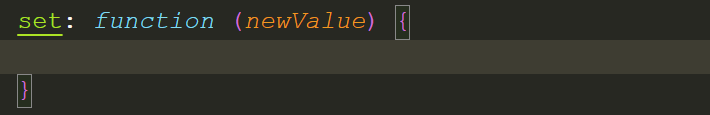 set: function (newValue) {
}